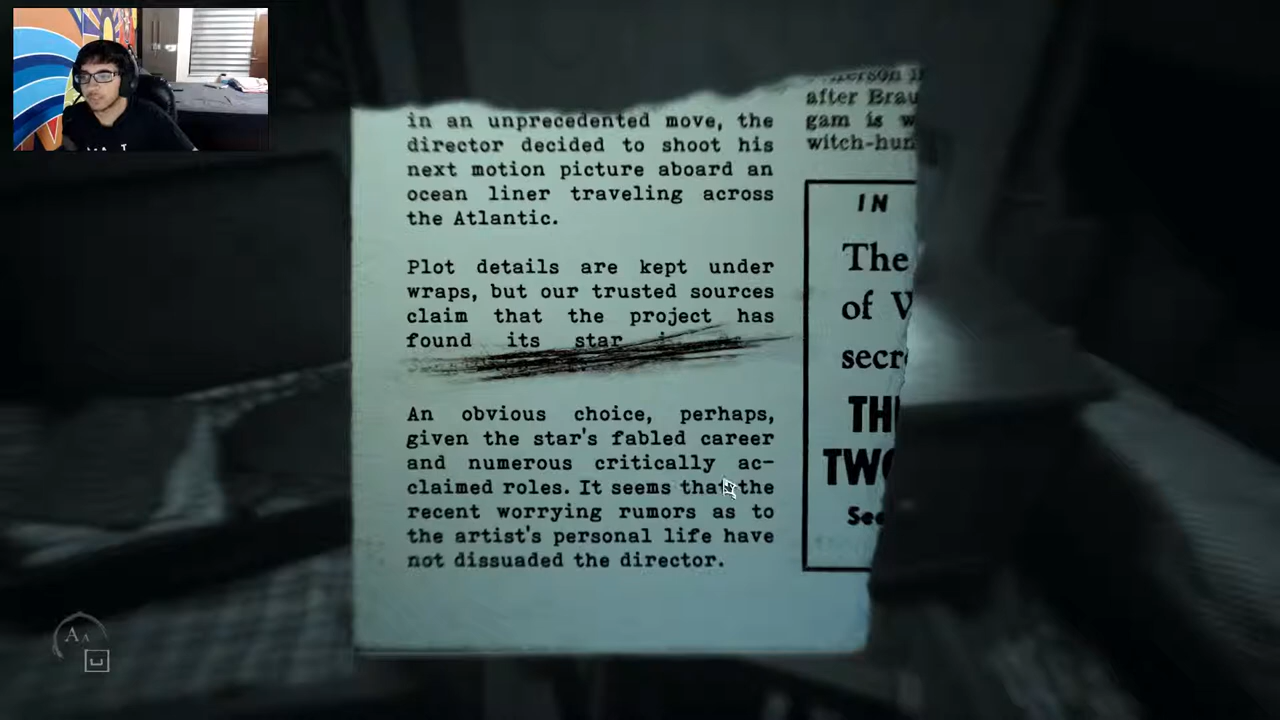 in an unprecedented move, the
director decided to shoot his
next motion picture aboard an
ocean liner traveling across
the Atlantic.
Plot details are kept under
wraps, but our trusted sources
claim that the project has
found its star
An obvious choice, perhaps,
given the star's fabled career
and numerous critically ac-
claimed roles. It seems that the
recent worrying rumors as to
the artist's personal life have
not dissuaded the director.
after Brau
gam is w
witch-hun
IN
The
of
secr
TH
TWO
See
A A